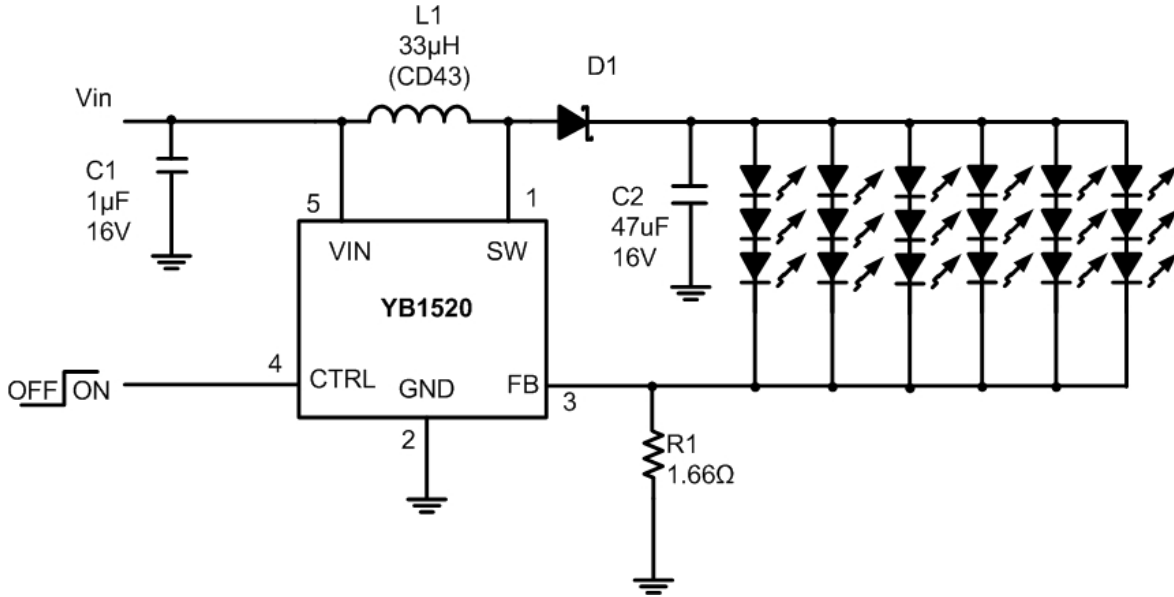 L1
33µH
(CD43)
D1
Vin
C1
1µF
16V
5
1
VIN
SW
C2
47uF
16V
YB1520
OFF
ON
4
CTRL
GND
FB
3
2
R1
1.66Ω